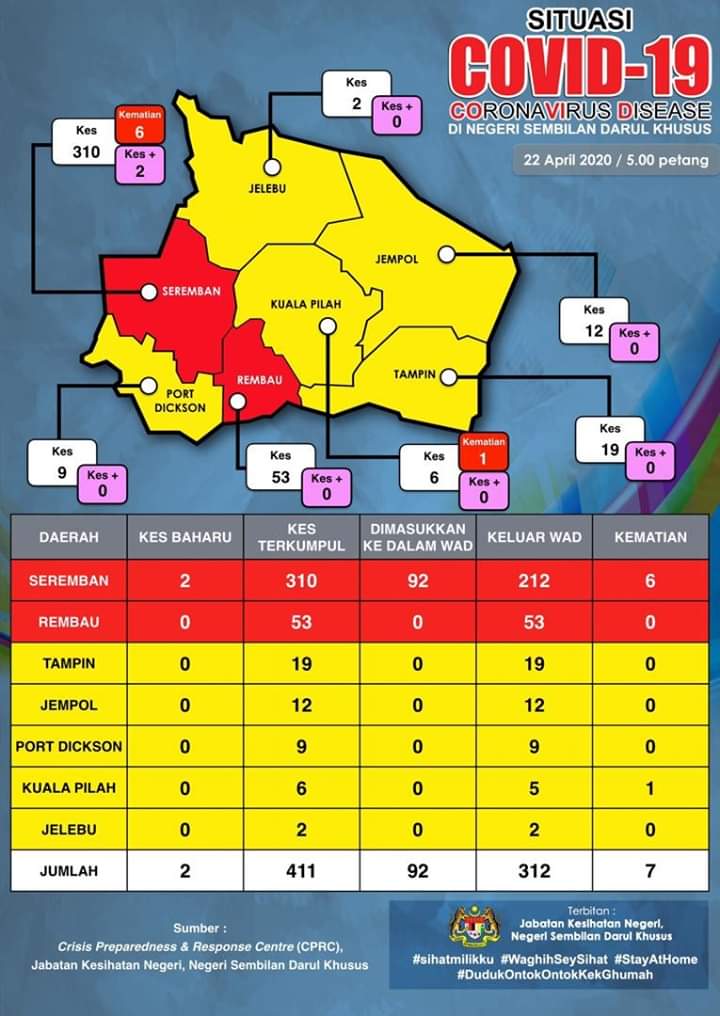 SITUASI
COVID-19
CORONAVIRUS DISEASE
DI NEGERI SEMBILAN DARUL KHUSUS
22 April 2020 / 5.00 petang
Kes
2
Kes +
0
Kes
310
Kematian
6
Kes +
2
JELEBU
JEMPOL
SEREMBAN
KUALA PILAH
Kes
12
Kes +
0
TAMPIN
REMBAU
PORT
DICKSON
Kes
9
Kes +
0
Kes
53
Kes +
0
Kes
6
Kematian
1
Kes +
0
Kes
19
Kes +
0
DAERAH KES BAHARU KES TERKUMPUL DIMASUKKAN KE DALAM WAD KELUAR WAD KEMATIAN
SEREMBAN 2 310 92 212 6
REMBAU 0 53 0 53 0
TAMPIN 0 19 0 19 0
JEMPOL 0 12 0 12 0
PORT DICKSON 0 9 0 9 0
KUALA PILAH 0 6 0 5 1
JELEBU 0 2 0 2 0
JUMLAH 2 411 92 312 7
Sumber :
Crisis Preparedness & Response Centre (CPRC),
Jabatan Kesihatan Negeri, Negeri Sembilan Darul Khusus
Terbitan :
Jabatan Kesihatan Negeri,
Negeri Sembilan Darul Khusus
#sihatmilikku #WaghihSeySihat #StayAtHome
#DudukOntokOntokKekGhumah